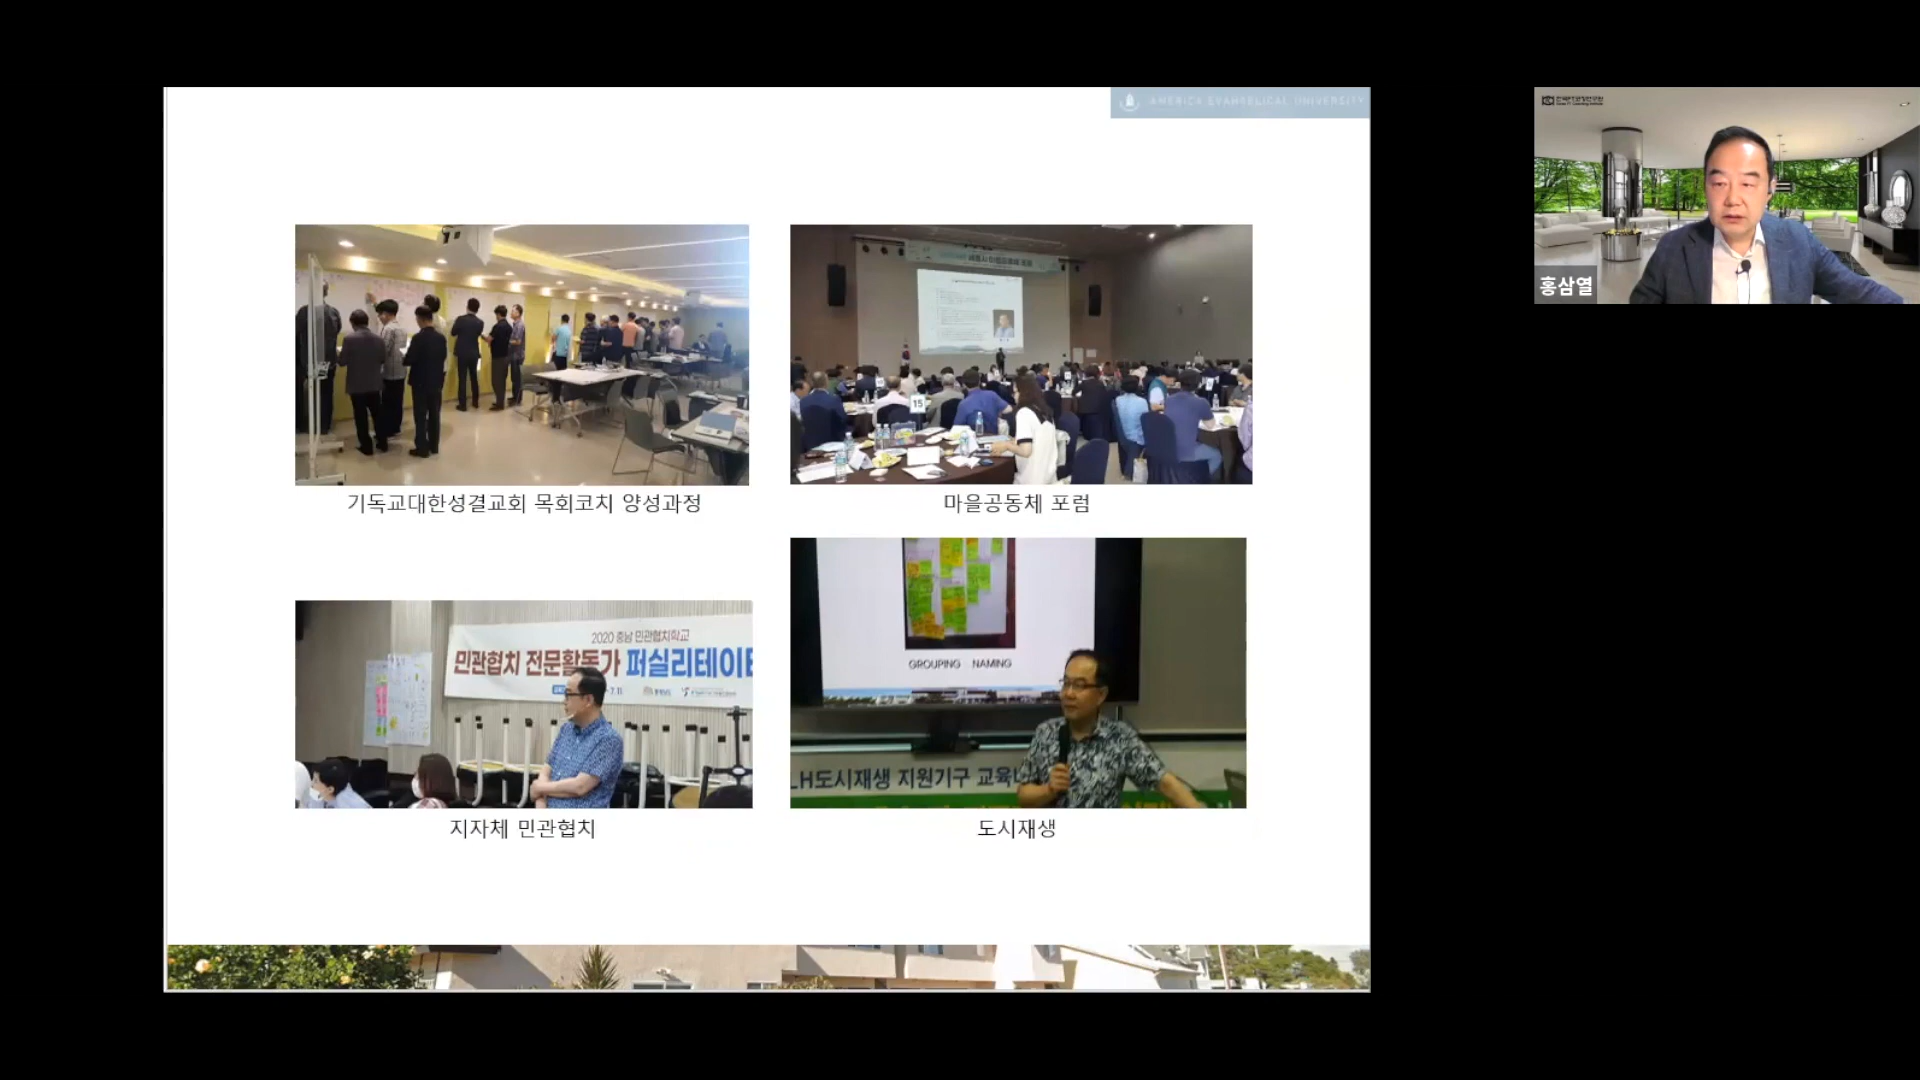 AMERICA EVANGELICAL UNIVERSITY
홍삼열
15
기독교대한성결교회 목회코치 양성과정
마을공동체 포럼
2020 충남 민관협치학교
민관협치 전문활동가 퍼실리테이터
GROUPING NAMING
LH도시재생 지원기구 교육
지자체 민관협치
도시재생